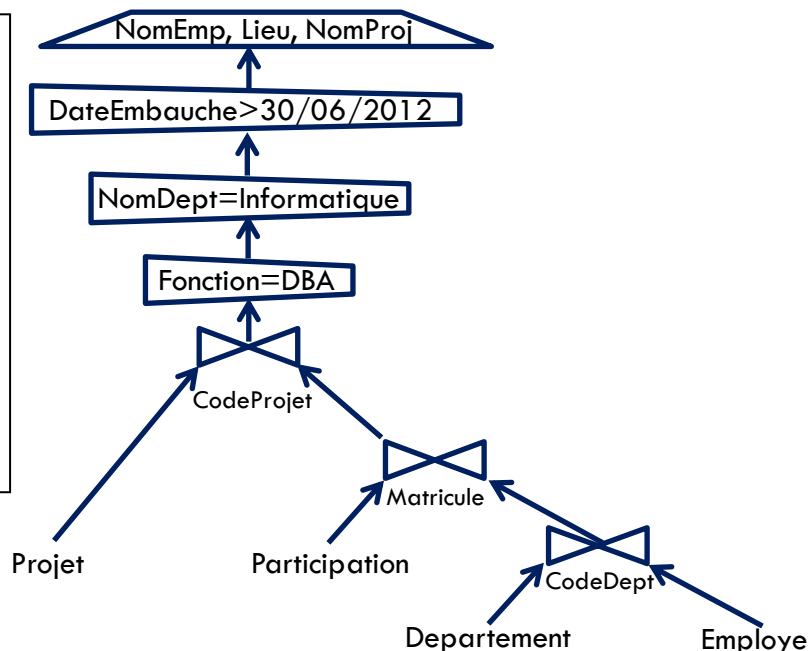 NomEmp, Lieu, NomProj
DateEmbauche>30/06/2012
NomDept=Informatique
Fonction=DBA
CodeProjet
Matricule
Projet
Participation
CodeDept
Departement
Employe